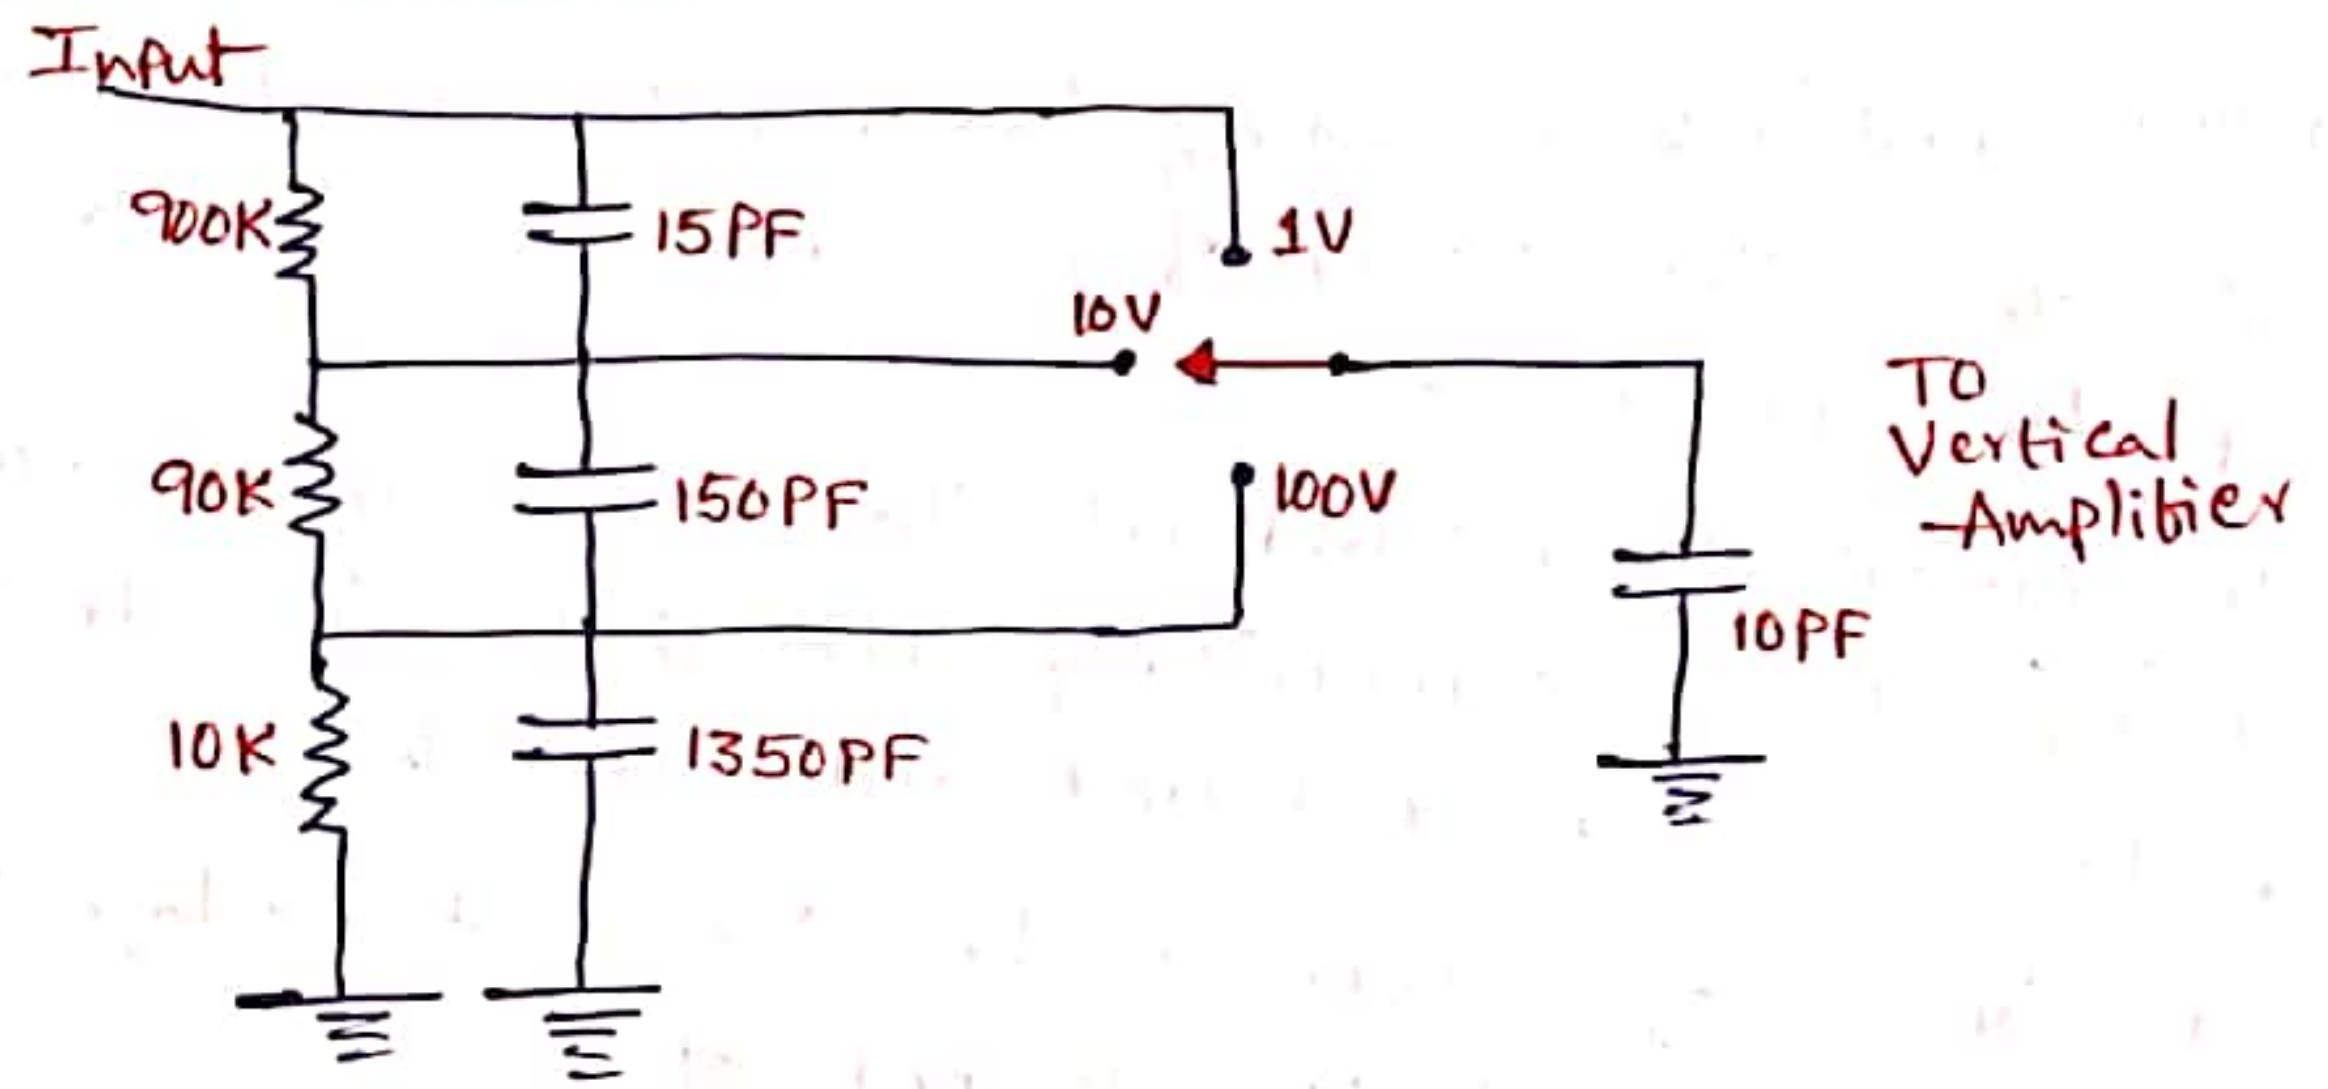 Input
900K
15PF
1V
10V
TO
Vertical
Amplifier
90K
150PF
100V
10PF
10K
1350PF